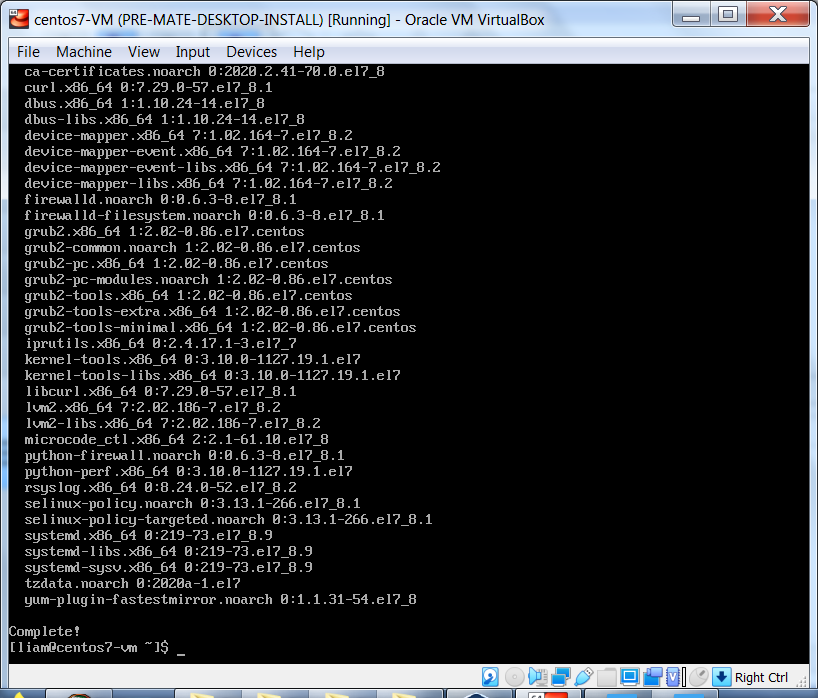 centos7-VM (PRE-MATE-DESKTOP-INSTALL) [Running] - Oracle VM VirtualBox
File Machine View Input Devices Help
ca-certificates.noarch 0:2020.2.41-70.0.el7_8
curl.x86_64 0:7.29.0-57.el7_8.1
dbus.x86_64 1:1.10.24-14.el7_8
dbus-libs.x86_64 1:1.10.24-14.el7_8
device-mapper.x86_64 7:1.02.164-7.el7_8.2
device-mapper-event.x86_64 7:1.02.164-7.el7_8.2
device-mapper-event-libs.x86_64 7:1.02.164-7.el7_8.2
device-mapper-libs.x86_64 7:1.02.164-7.el7_8.2
firewalld.noarch 0:0.6.3-8.el7_8.1
firewalld-filesystem.noarch 0:0.6.3-8.el7_8.1
grub2.x86_64 1:2.02-0.86.el7.centos
grub2-common.noarch 1:2.02-0.86.el7.centos
grub2-pc.x86_64 1:2.02-0.86.el7.centos
grub2-pc-modules.noarch 1:2.02-0.86.el7.centos
grub2-tools.x86_64 1:2.02-0.86.el7.centos
grub2-tools-extra.x86_64 1:2.02-0.86.el7.centos
grub2-tools-minimal.x86_64 1:2.02-0.86.el7.centos
iprutils.x86_64 0:2.4.17.1-3.el7_7
kernel-tools.x86_64 0:3.10.0-1127.19.1.el7
kernel-tools-libs.x86_64 0:3.10.0-1127.19.1.el7
libcurl.x86_64 0:7.29.0-57.el7_8.1
lvm2.x86_64 7:2.02.186-7.el7_8.2
lvm2-libs.x86_64 7:2.02.186-7.el7_8.2
microcode_ctl.x86_64 2:2.1-61.10.el7_8
python-firewall.noarch 0:0.6.3-8.el7_8.1
python-perf.x86_64 0:3.10.0-1127.19.1.el7
rsyslog.x86_64 0:8.24.0-52.el7_8.2
selinux-policy.noarch 0:3.13.1-266.el7_8.1
selinux-policy-targeted.noarch 0:3.13.1-266.el7_8.1
systemd.x86_64 0:219-73.el7_8.9
systemd-libs.x86_64 0:219-73.el7_8.9
systemd-sysv.x86_64 0:219-73.el7_8.9
tzdata.noarch 0:2020a-1.el7
yum-plugin-fastestmirror.noarch 0:1.1.31-54.el7_8
Complete!
[liam@centos7-vm ~]$ _
Right Ctrl